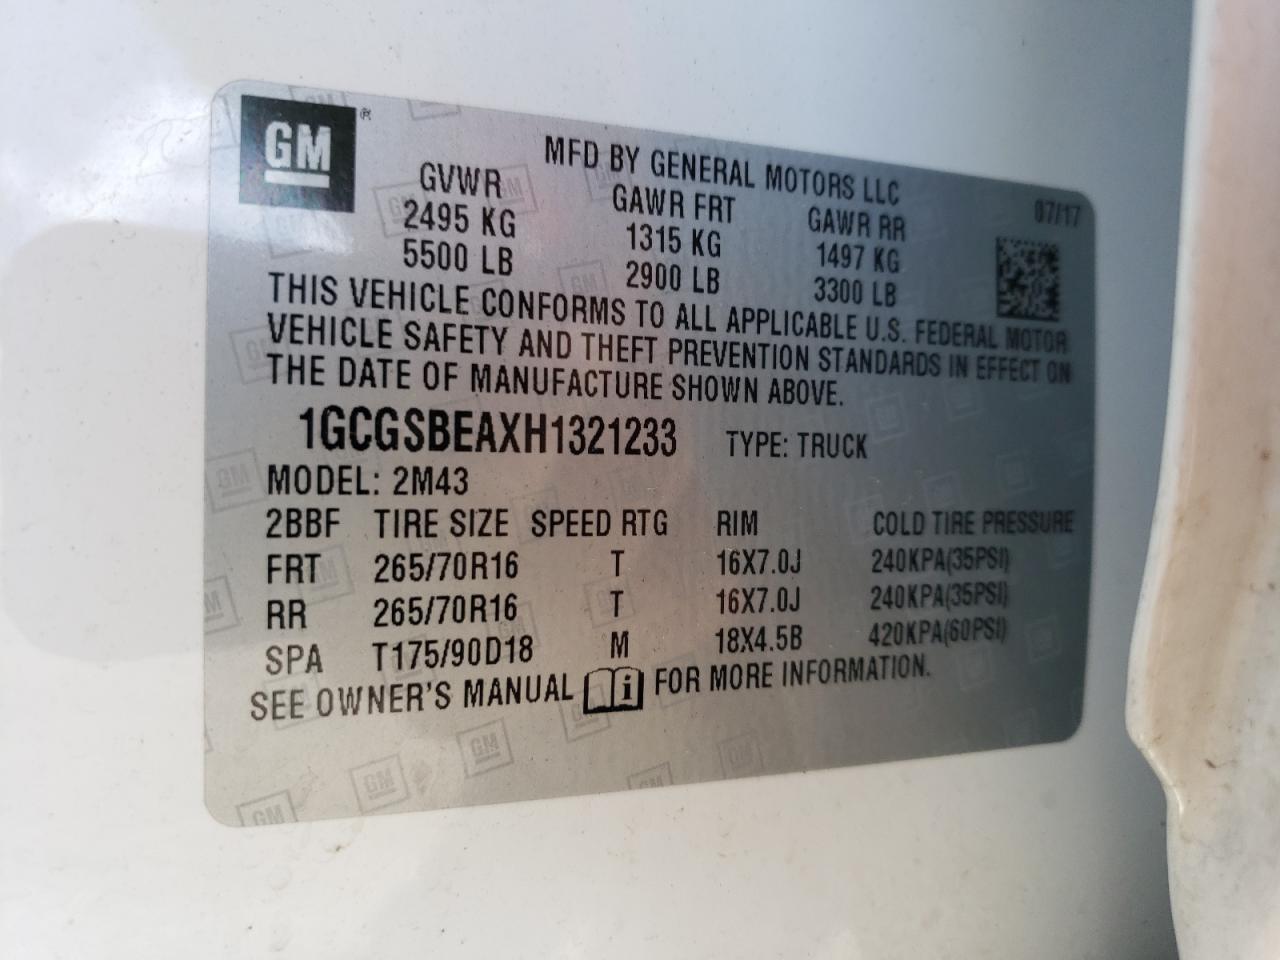 GM ®
MFD BY GENERAL MOTORS LLC
07/17
GVWR GAWR FRT GAWR RR
2495 KG 1315 KG 1497 KG
5500 LB 2900 LB 3300 LB
THIS VEHICLE CONFORMS TO ALL APPLICABLE U.S. FEDERAL MOTOR
VEHICLE SAFETY AND THEFT PREVENTION STANDARDS IN EFFECT ON
THE DATE OF MANUFACTURE SHOWN ABOVE.
1GCGSBEAXH1321233 TYPE: TRUCK
MODEL: 2M43
2BBF TIRE SIZE SPEED RTG RIM COLD TIRE PRESSURE
FRT 265/70R16 T 16X7.0J 240KPA(35PSI)
RR 265/70R16 T 16X7.0J 240KPA(35PSI)
SPA T175/90D18 M 18X4.5B 420KPA(60PSI)
SEE OWNER'S MANUAL i FOR MORE INFORMATION.